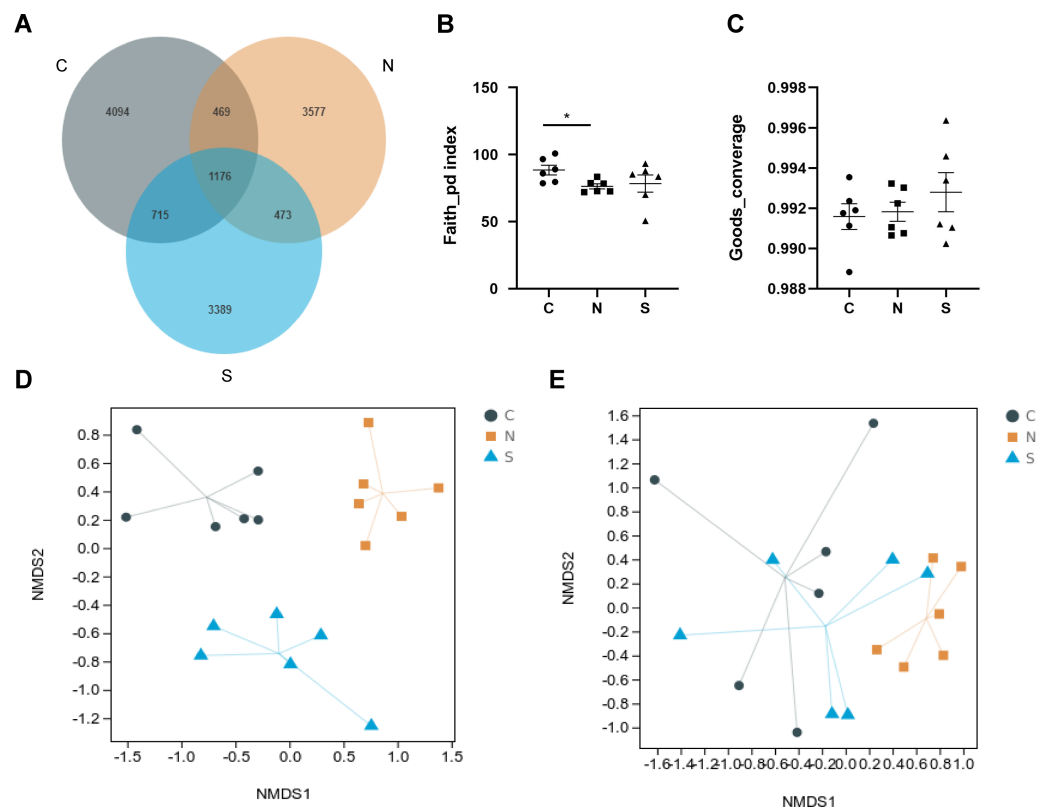 A
C
N
4094
469
3577
1176
715
473
3389
S
B
Faith_pd index
150
100
50
0
*
C N S
C
Goods_converage
0.998
0.996
0.994
0.992
0.990
0.988
C N S
D
NMDS2
0.8
0.6
0.4
0.2
0.0
-0.2
-0.4
-0.6
-0.8
-1.0
-1.2
-1.5 -1.0 -0.5 0.0 0.5 1.0 1.5
NMDS1
C
N
S
E
NMDS2
1.6
1.4
1.2
1.0
0.8
0.6
0.4
0.2
0.0
-0.2
-0.4
-0.6
-0.8
-1.0
-1.6 -1.4 -1.2 -1.0 -0.8 -0.6 -0.4 -0.2 0.0 0.2 0.4 0.6 0.8 1.0
NMDS1
C
N
S